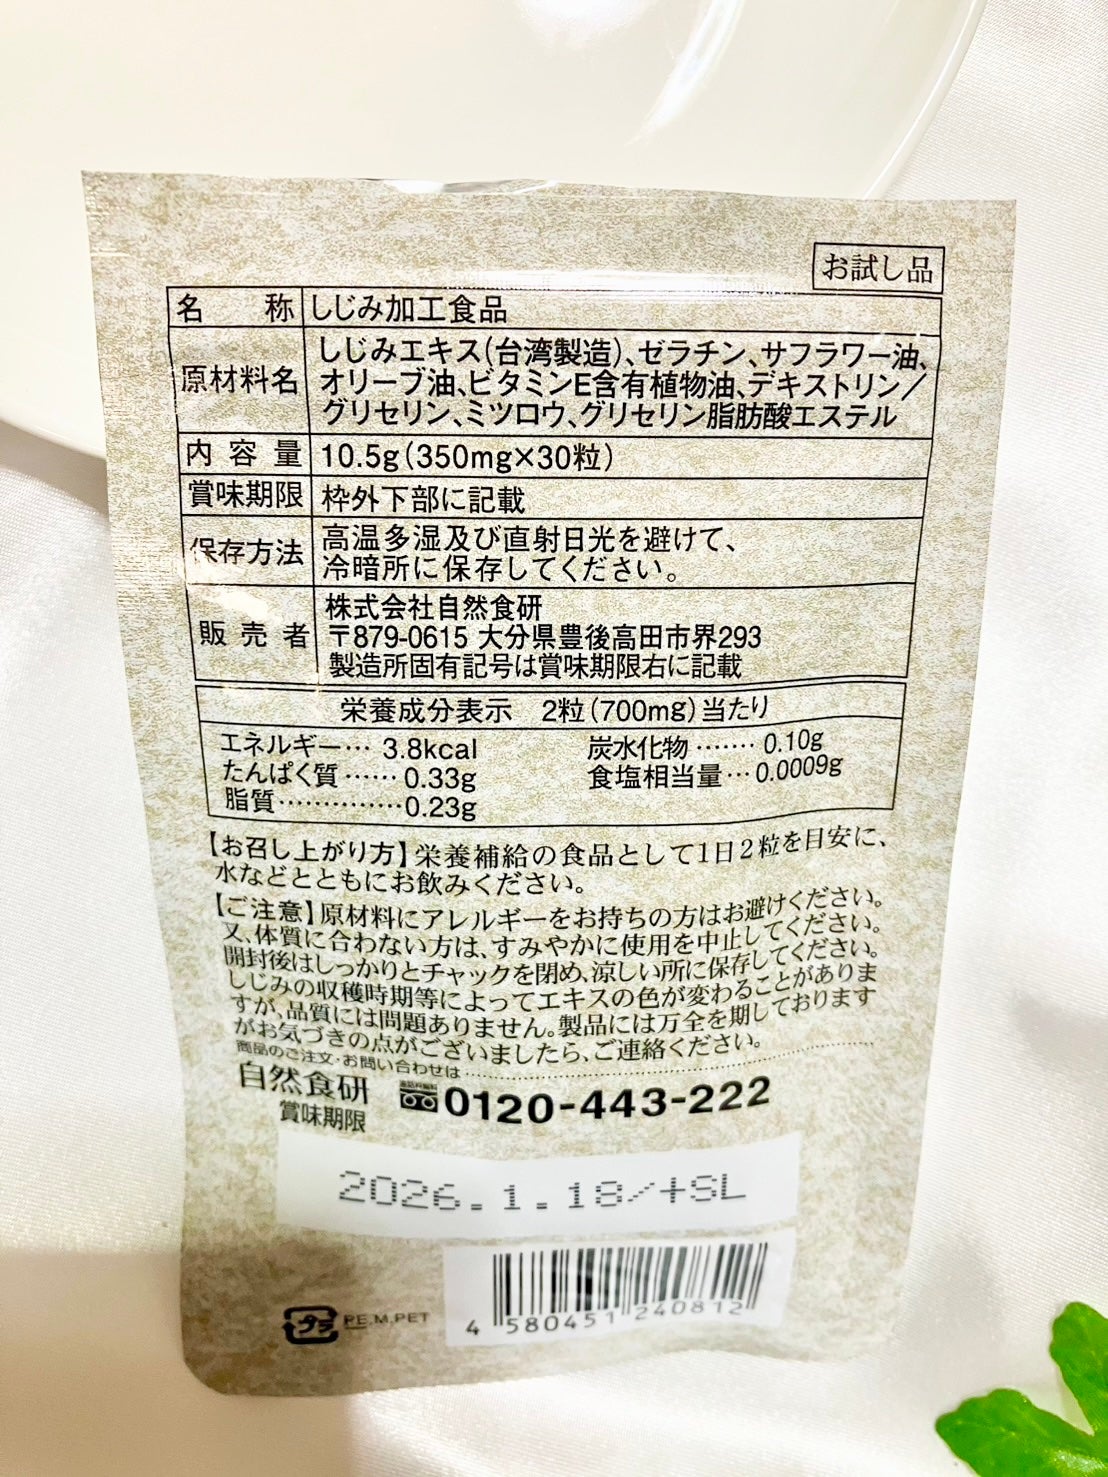 お試し品
名　称 しじみ加工食品
原材料名 しじみエキス(台湾製造)、ゼラチン、サフラワー油、
オリーブ油、ビタミンE含有植物油、デキストリン／
グリセリン、ミツロウ、グリセリン脂肪酸エステル
内容量 10.5g(350mg×30粒)
賞味期限 枠外下部に記載
保存方法 高温多湿及び直射日光を避けて、
冷暗所に保存してください。
販売者 株式会社自然食研
〒879-0615 大分県豊後高田市界293
製造所固有記号は賞味期限右に記載
栄養成分表示　2粒(700mg)当たり
エネルギー… 3.8kcal 炭水化物……. 0.10g
たんぱく質…… 0.33g 食塩相当量… 0.0009g
脂質……………0.23g
【お召し上がり方】栄養補給の食品として1日2粒を目安に、
水などとともにお飲みください。
【ご注意】原材料にアレルギーをお持ちの方はお避けください。
又、体質に合わない方は、すみやかに使用を中止してください。
開封後はしっかりとチャックを閉め、涼しい所に保存してください。
しじみの収穫時期等によってエキスの色が変わることがありま
すが、品質には問題ありません。製品には万全を期しております
がお気づきの点がございましたら、ご連絡ください。
商品のご注文・お問い合わせは
自然食研 通話料無料 0120-443-222
賞味期限
2026.1.18/+SL
プラ PE.M.PET
4 580451 240812